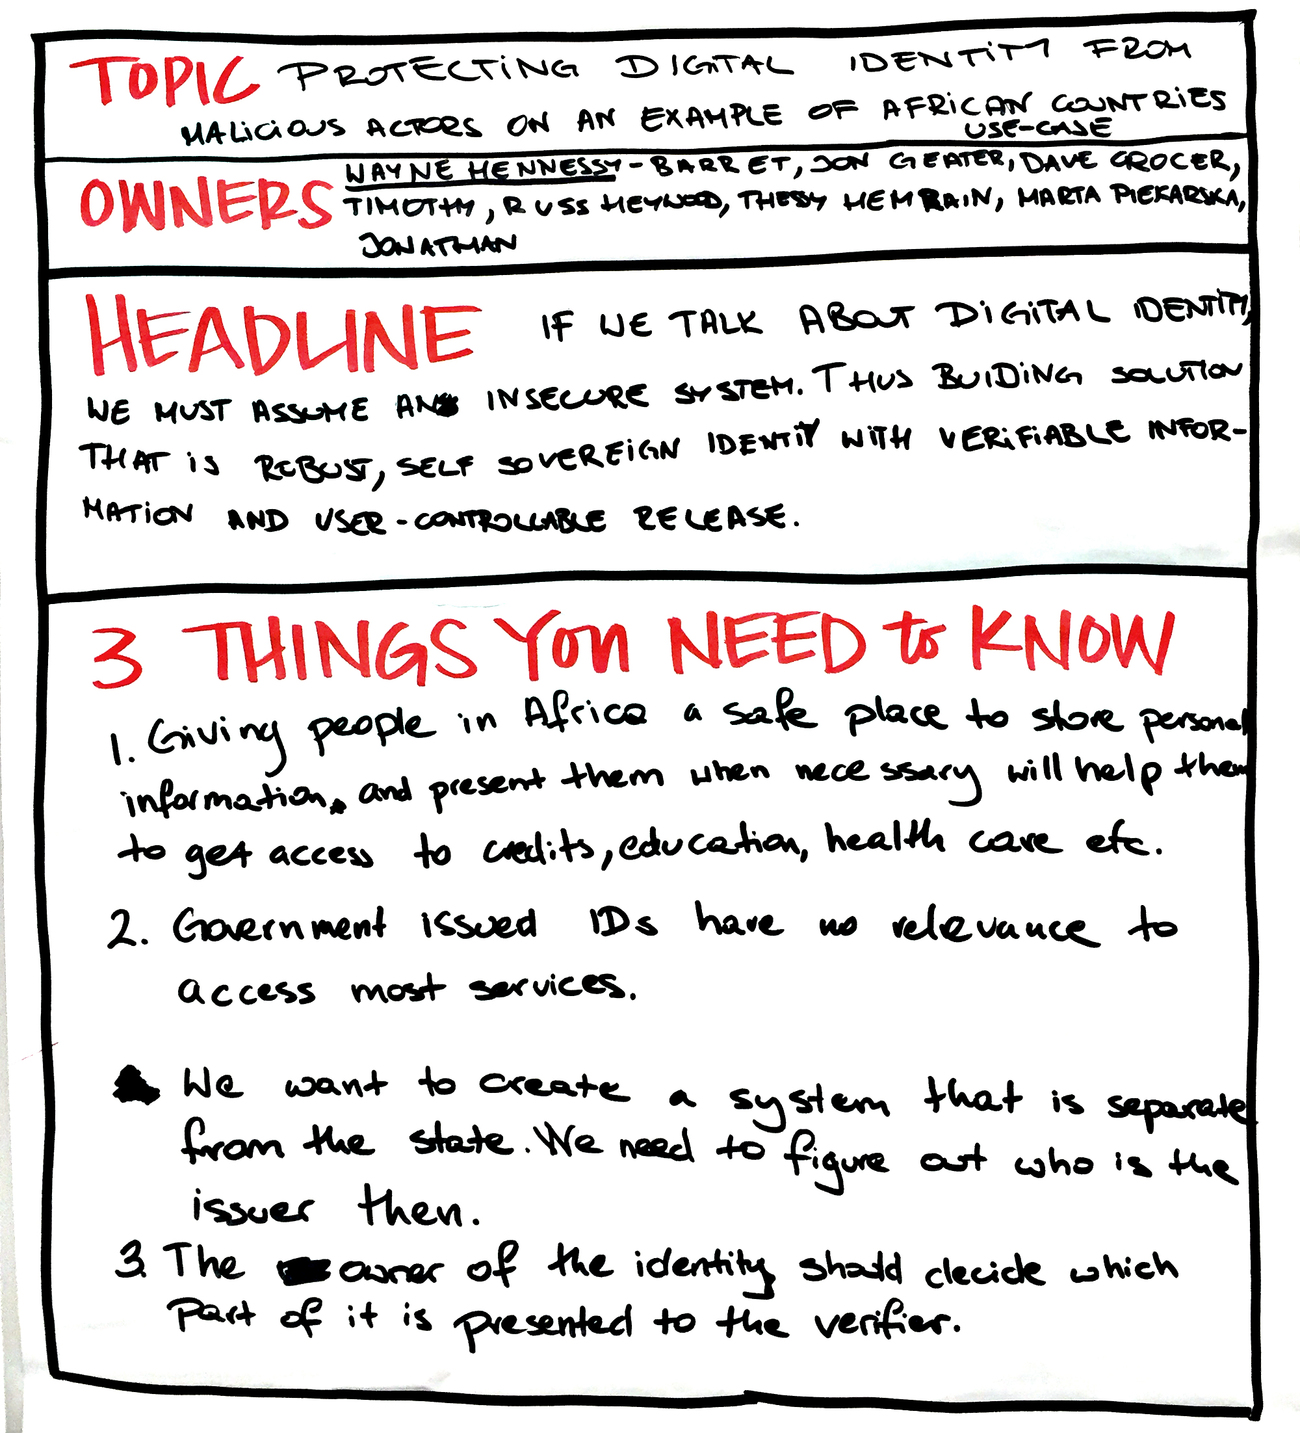 TOPIC PROTECTING DIGITAL IDENTITY FROM
MALICIOUS ACTORS ON AN EXAMPLE OF AFRICAN COUNTRIES
USE-CASE
OWNERS WAYNE HENNESSY-BARRET, JON GEATER, DAVE CROCER,
TIMOTHY, RUSS HEYWOOD, THESY HEMBRAIN, MARTA PIEKARSKA,
JONATHAN
HEADLINE IF WE TALK ABOUT DIGITAL IDENTITY,
WE MUST ASSUME AN INSECURE SYSTEM. THUS BUIDING SOLUTION
THAT IS ROBUST, SELF SOVEREIGN IDENTITY WITH VERIFIABLE INFOR-
MATION AND USER-CONTROLLABLE RELEASE.
3 THINGS YOU NEED to KNOW
1. Giving people in Africa a safe place to store personal
information, and present them when necessary will help them
to get access to credits, education, health care etc.
2. Government issued IDs have no relevance to
access most services.
We want to create a system that is separate
from the state. We need to figure out who is the
issuer then.
3. The owner of the identity should decide which
part of it is presented to the verifier.